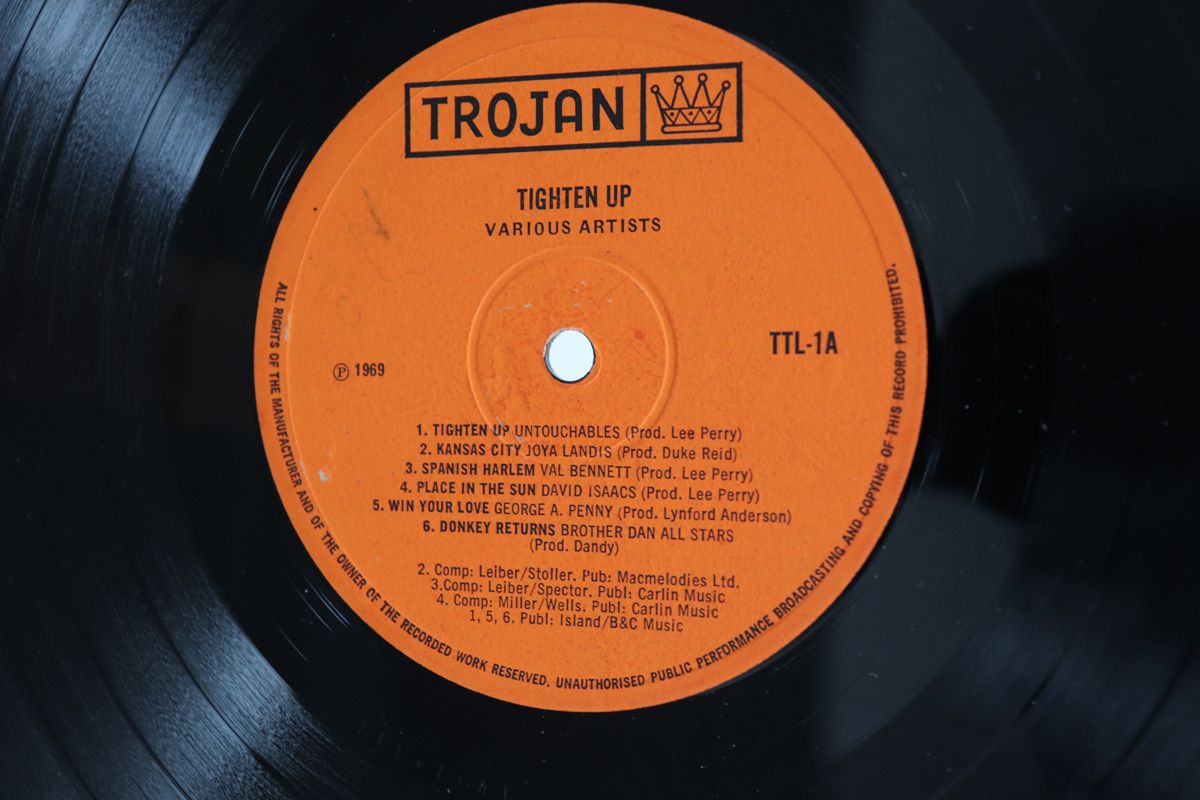 TROJAN
TIGHTEN UP
VARIOUS ARTISTS
TTL-1A
Ⓟ 1969
1. TIGHTEN UP UNTOUCHABLES (Prod. Lee Perry)
2. KANSAS CITY JOYA LANDIS (Prod. Duke Reid)
3. SPANISH HARLEM VAL BENNETT (Prod. Lee Perry)
4. PLACE IN THE SUN DAVID ISAACS (Prod. Lee Perry)
5. WIN YOUR LOVE GEORGE A. PENNY (Prod. Lynford Anderson)
6. DONKEY RETURNS BROTHER DAN ALL STARS
(Prod. Dandy)
2. Comp: Leiber/Stoller. Pub: Macmelodies Ltd.
3.Comp: Leiber/Spector. Publ: Carlin Music
4. Comp: Miller/Wells. Publ: Carlin Music
1, 5, 6. Publ: Island/B&C Music
ALL RIGHTS OF THE MANUFACTURER AND OF THE OWNER OF THE RECORDED WORK RESERVED. UNAUTHORISED PUBLIC PERFORMANCE BROADCASTING AND COPYING OF THIS RECORD PROHIBITED.